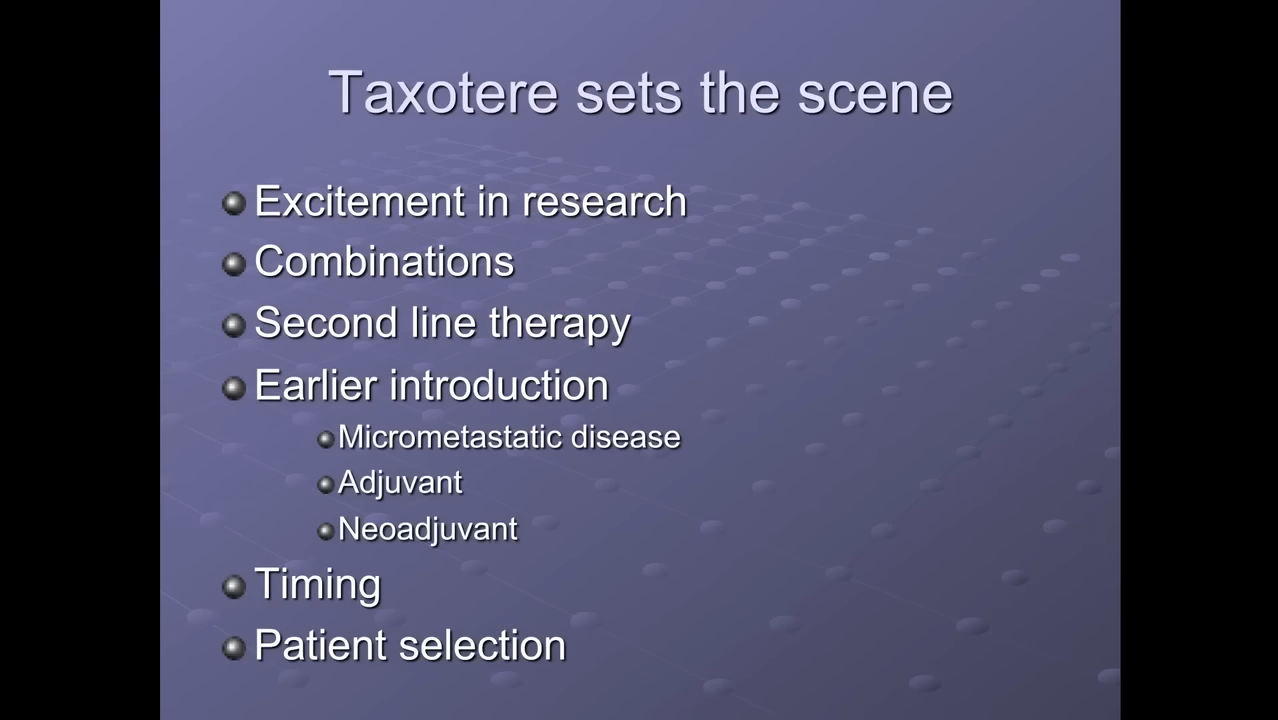 Taxotere sets the scene
Excitement in research
Combinations
Second line therapy
Earlier introduction
Micrometastatic disease
Adjuvant
Neoadjuvant
Timing
Patient selection